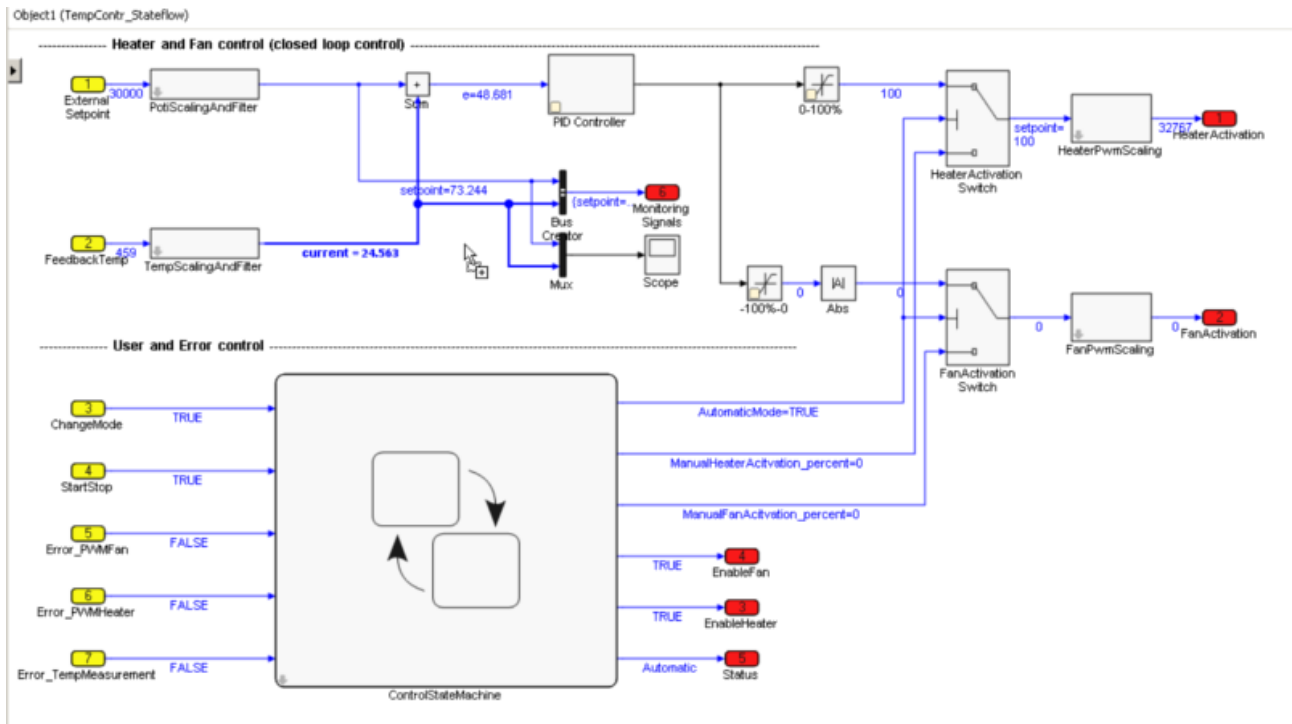 Object1 (TempContr_Stateflow)
Heater and Fan control (closed loop control)
1
External
Setpoint
30000
PotiScalingAndFilter
+
Sum
e=48.681
PID Controller
0-100%
100
HeaterActivation
Switch
setpoint=
100
HeaterPwmScaling
32767
1
HeaterActivation
setpoint=73.244
Bus
Creator
{setpoint=...
6
Monitoring
Signals
2
FeedbackTemp
459
TempScalingAndFilter
current = 24.563
Mux
Scope
-100%-0
0
|A|
Abs
0
FanActivation
Switch
0
FanPwmScaling
0
2
FanActivation
User and Error control
3
ChangeMode
TRUE
4
StartStop
TRUE
5
Error_PWMFan
FALSE
6
Error_PWMHeater
FALSE
7
Error_TempMeasurement
FALSE
ControlStateMachine
AutomaticMode=TRUE
ManualHeaterAcitvation_percent=0
ManualFanAcitvation_percent=0
TRUE
4
EnableFan
TRUE
3
EnableHeater
Automatic
5
Status